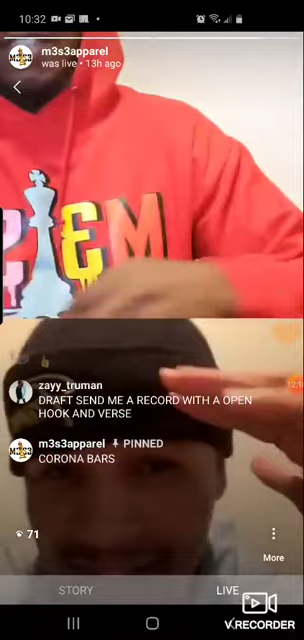 10:32
m3s3apparel
was live • 13h ago
EM
zayy_truman
DRAFT SEND ME A RECORD WITH A OPEN
HOOK AND VERSE
m3s3apparel PINNED
CORONA BARS
71
More
STORY
LIVE
V.RECORDER